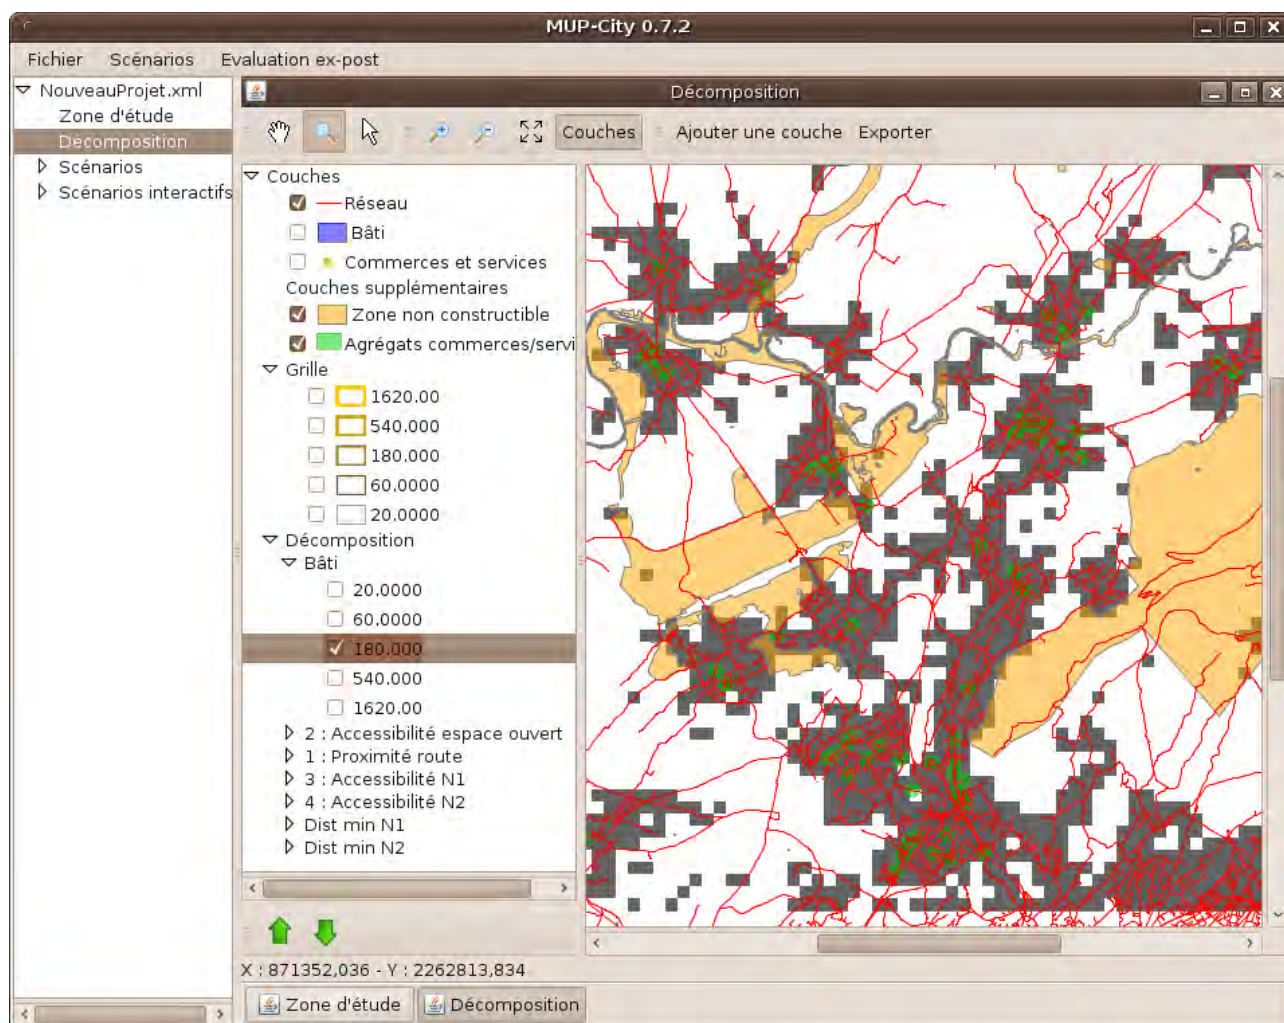 MUP-City 0.7.2
Fichier Scénarios Evaluation ex-post
NouveauProjet.xml
Zone d'étude
Décomposition
Scénarios
Scénarios interactifs
Décomposition
Couches Ajouter une couche Exporter
Couches
Réseau
Bâti
Commerces et services
Couches supplémentaires
Zone non constructible
Agrégats commerces/servi
Grille
1620.00
540.000
180.000
60.0000
20.0000
Décomposition
Bâti
20.0000
60.0000
180.000
540.000
1620.00
2 : Accessibilité espace ouvert
1 : Proximité route
3 : Accessibilité N1
4 : Accessibilité N2
Dist min N1
Dist min N2
X : 871352,036 - Y : 2262813,834
Zone d'étude Décomposition